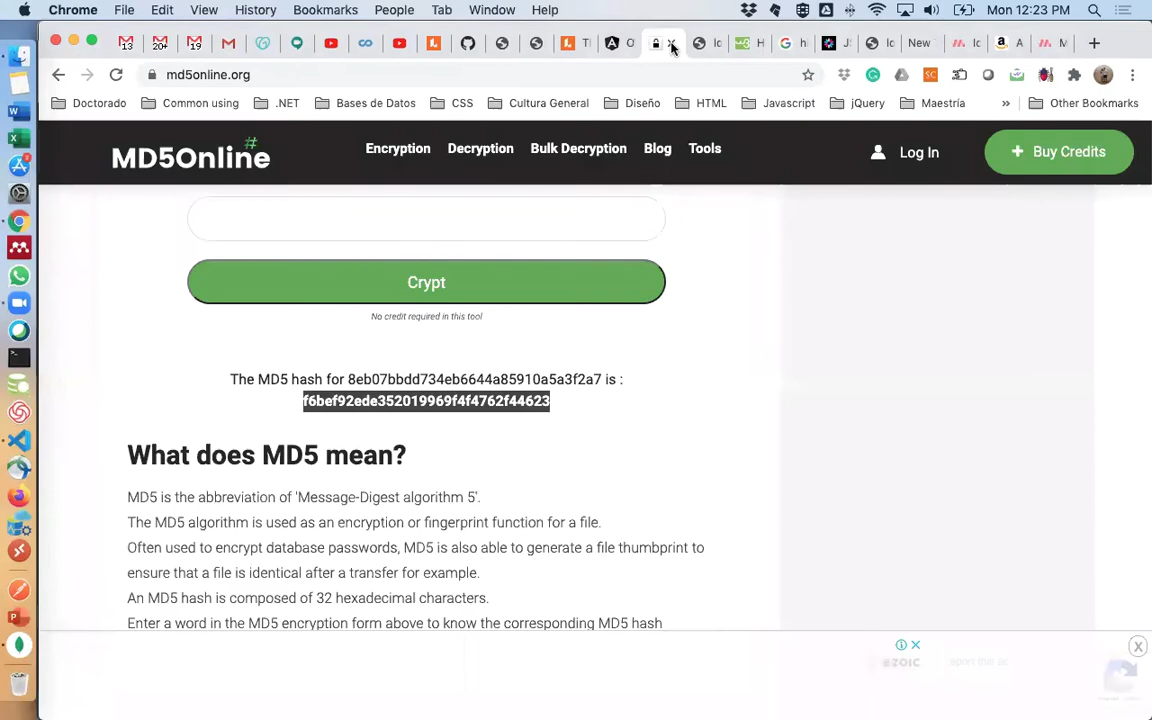 Chrome File Edit View History Bookmarks People Tab Window Help Mon 12:23 PM
13 20+ 19 New
md5online.org
Doctorado Common using .NET Bases de Datos CSS Cultura General Diseño HTML Javascript jQuery Maestría » Other Bookmarks
MD5Online# Encryption Decryption Bulk Decryption Blog Tools Log In + Buy Credits
Crypt
No credit required in this tool
The MD5 hash for 8eb07bbdd734eb6644a85910a5a3f2a7 is :
f6bef92ede352019969f4f4762f44623
What does MD5 mean?
MD5 is the abbreviation of 'Message-Digest algorithm 5'.
The MD5 algorithm is used as an encryption or fingerprint function for a file.
Often used to encrypt database passwords, MD5 is also able to generate a file thumbprint to
ensure that a file is identical after a transfer for example.
An MD5 hash is composed of 32 hexadecimal characters.
Enter a word in the MD5 encryption form above to know the corresponding MD5 hash
X